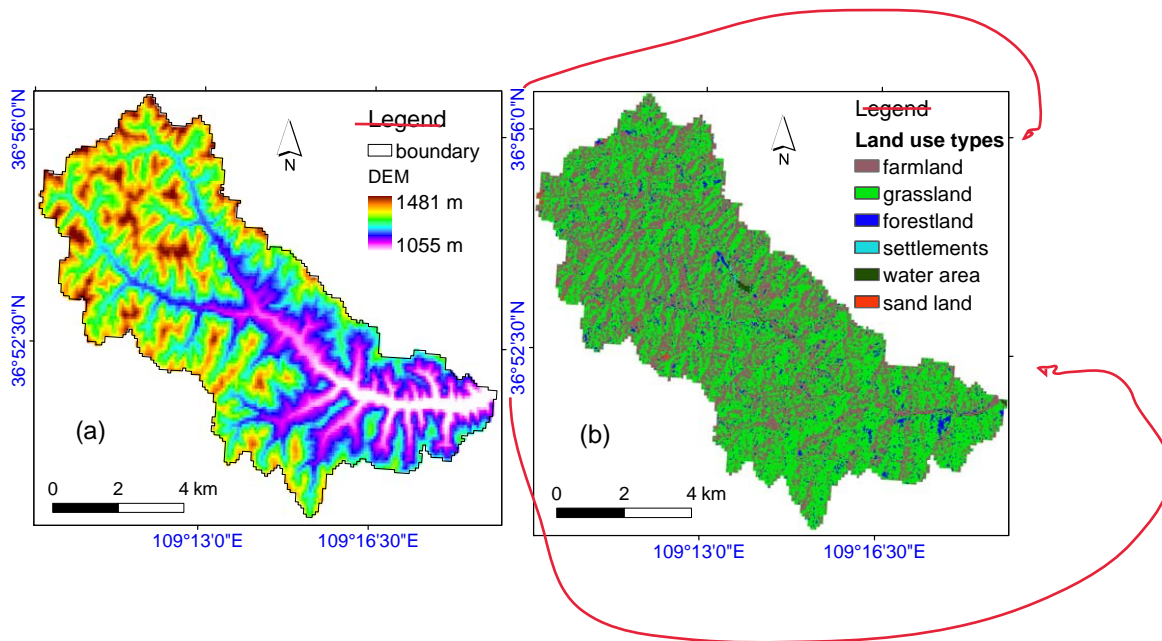 Legend
boundary
DEM
1481 m
1055 m
N
(a)
0 2 4 km
36°56'0"N
36°52'30"N
109°13'0"E
109°16'30"E
Legend
Land use types
farmland
grassland
forestland
settlements
water area
sand land
N
(b)
0 2 4 km
36°56'0"N
36°52'30"N
109°13'0"E
109°16'30"E